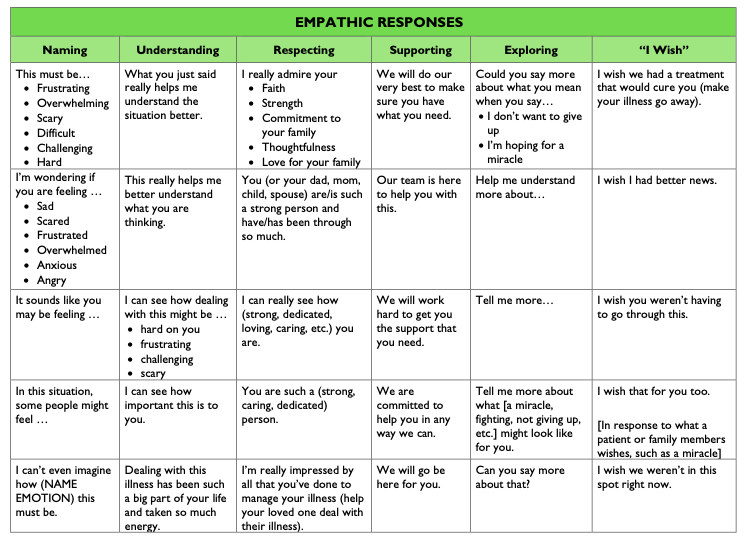 EMPATHIC RESPONSES
Naming
Understanding
Respecting
Supporting
Exploring
“I Wish”
This must be…
• Frustrating
• Overwhelming
• Scary
• Difficult
• Challenging
• Hard
What you just said
really helps me
understand the
situation better.
I really admire your
• Faith
• Strength
• Commitment to
your family
• Thoughtfulness
• Love for your family
We will do our
very best to make
sure you have
what you need.
Could you say more
about what you mean
when you say…
• I don’t want to give
up
• I’m hoping for a
miracle
I wish we had a treatment
that would cure you (make
your illness go away).
I’m wondering if
you are feeling …
• Sad
• Scared
• Frustrated
• Overwhelmed
• Anxious
• Angry
This really helps me
better understand
what you are
thinking.
You (or your dad, mom,
child, spouse) are/is such
a strong person and
have/has been through
so much.
Our team is here
to help you with
this.
Help me understand
more about…
I wish I had better news.
It sounds like you
may be feeling …
I can see how dealing
with this might be …
• hard on you
• frustrating
• challenging
• scary
I can really see how
(strong, dedicated,
loving, caring, etc.) you
are.
We will work
hard to get you
the support that
you need.
Tell me more…
I wish you weren’t having
to go through this.
In this situation,
some people might
feel …
I can see how
important this is to
you.
You are such a (strong,
caring, dedicated)
person.
We are
committed to
help you in any
way we can.
Tell me more about
what [a miracle,
fighting, not giving up,
etc.] might look like
for you.
I wish that for you too.
[In response to what a
patient or family members
wishes, such as a miracle]
I can’t even imagine
how (NAME
EMOTION) this
must be.
Dealing with this
illness has been such
a big part of your life
and taken so much
energy.
I’m really impressed by
all that you’ve done to
manage your illness (help
your loved one deal with
their illness).
We will go be
here for you.
Can you say more
about that?
I wish we weren’t in this
spot right now.